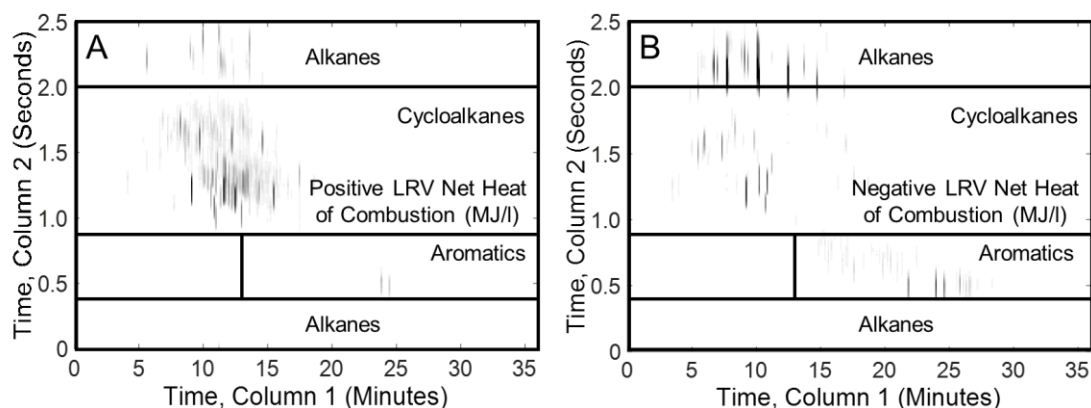 A
Alkanes
Cycloalkanes
Positive LRV Net Heat
of Combustion (MJ/l)
Aromatics
Alkanes
2.5
2.0
1.5
1.0
0.5
0
0 5 10 15 20 25 30 35
Time, Column 1 (Minutes)
Time, Column 2 (Seconds)
B
Alkanes
Cycloalkanes
Negative LRV Net Heat
of Combustion (MJ/l)
Aromatics
Alkanes
2.5
2.0
1.5
1.0
0.5
0
0 5 10 15 20 25 30 35
Time, Column 1 (Minutes)
Time, Column 2 (Seconds)